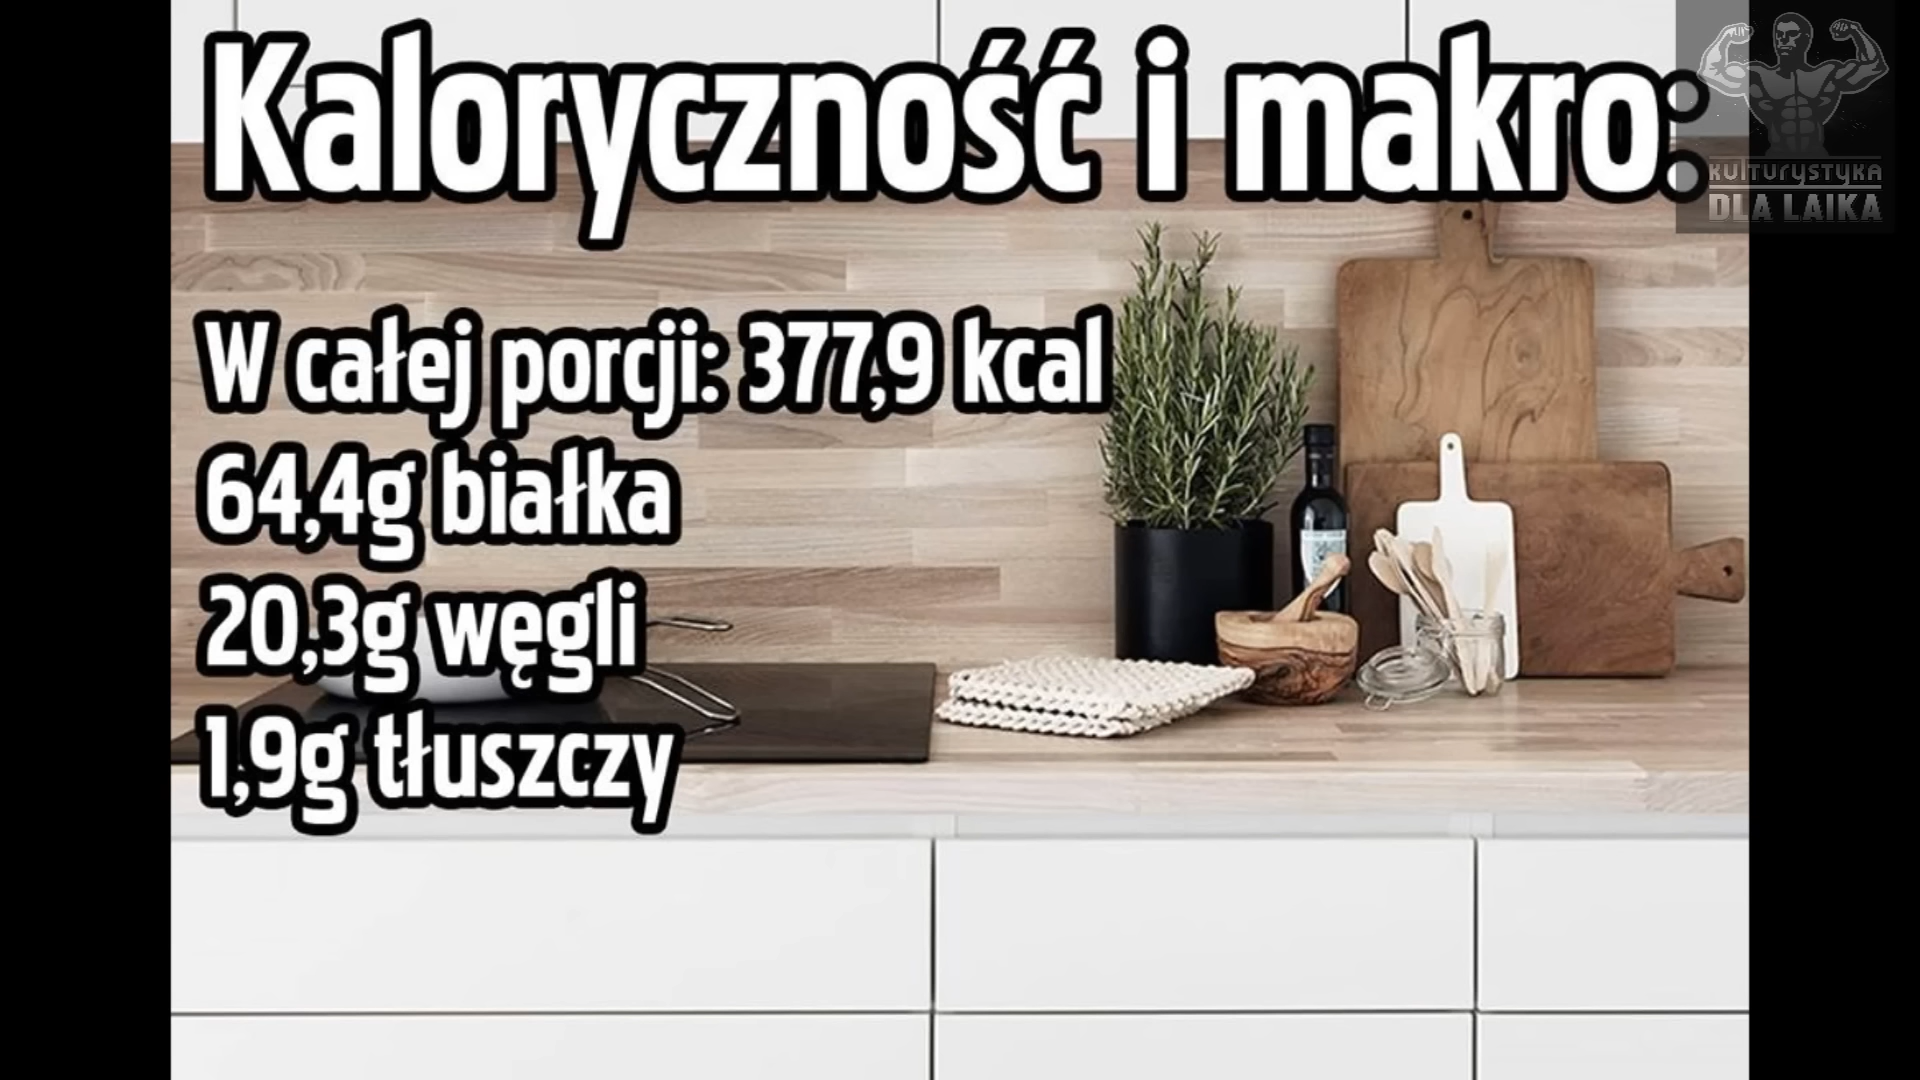 Kaloryczność i makro:
KULTURYSTYKA
DLA LAIKA
W całej porcji: 377,9 kcal
64,4g białka
20,3g węgli
1,9g tłuszczy